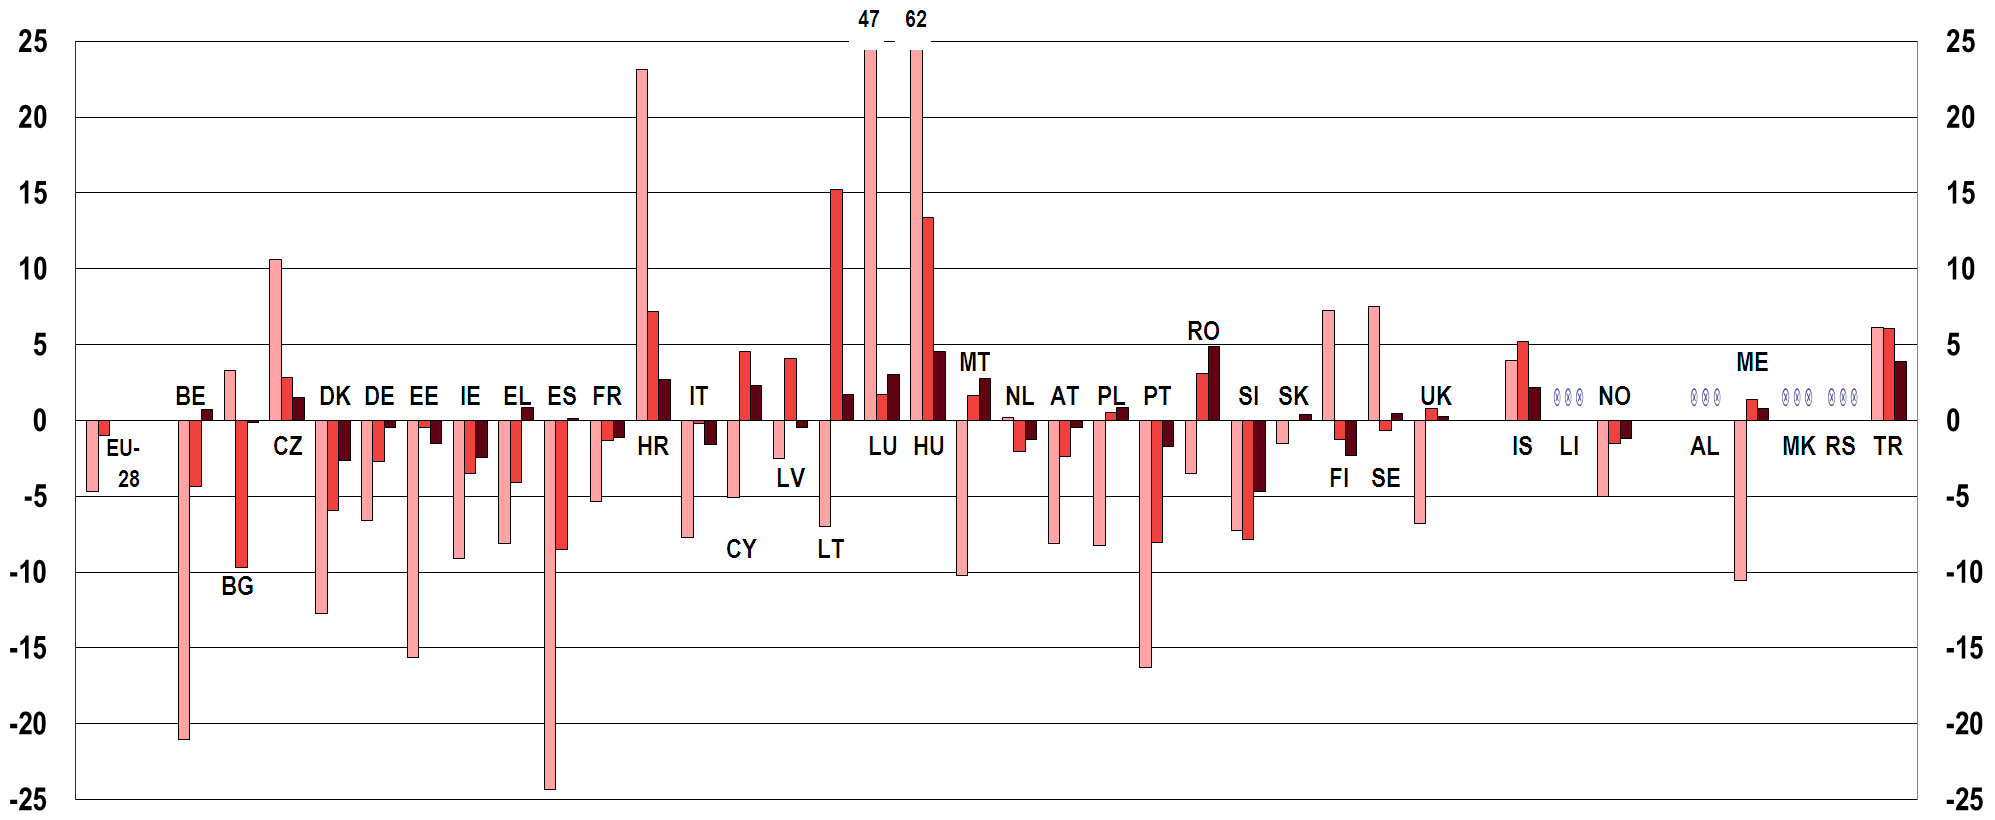 47 62
25 25
20 20
15 15
10 10
RO
5 5
MT ME
BE DK DE EE IE EL ES FR IT NL AT PL PT SI SK UK NO
0 0
EU- CZ HR LU HU IS LI AL MK RS TR
28 LV FI SE
-5 -5
CY LT
-10 -10
BG
-15 -15
-20 -20
-25 -25